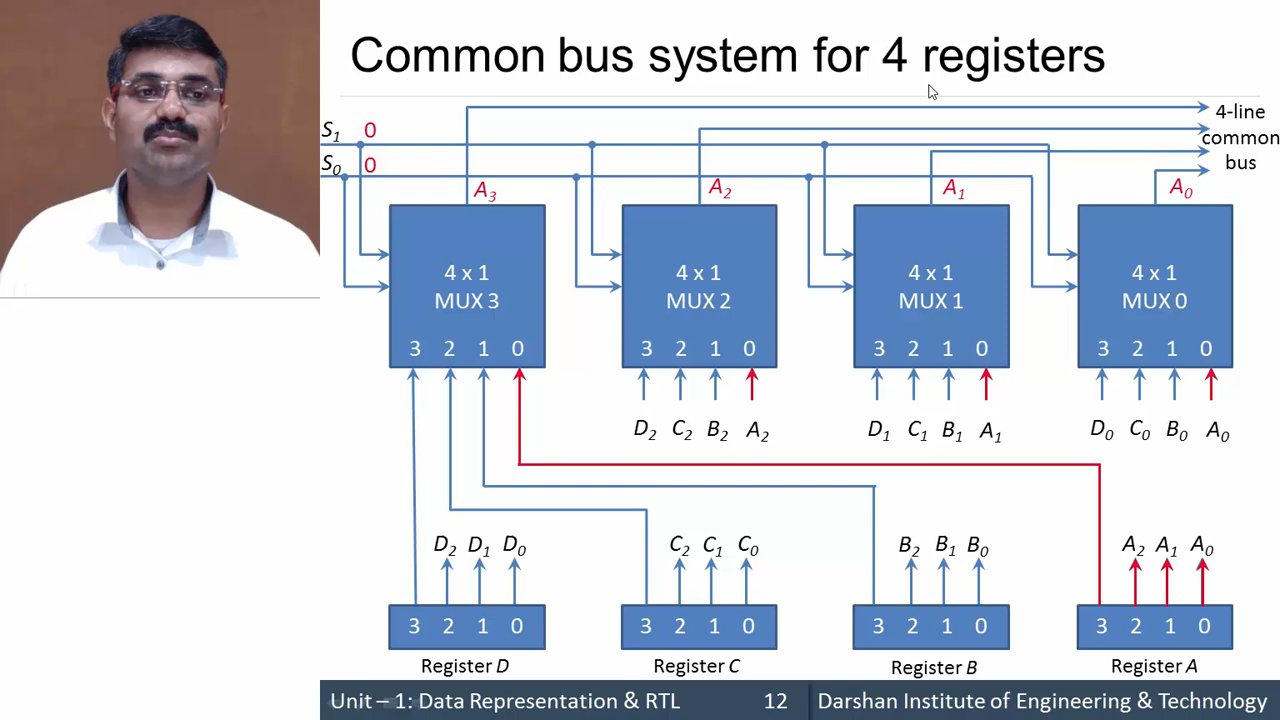 Common bus system for 4 registers
4-line
common
bus
S1 0
S0 0
A3 A2 A1 A0
4 x 1 4 x 1 4 x 1 4 x 1
MUX 3 MUX 2 MUX 1 MUX 0
3 2 1 0 3 2 1 0 3 2 1 0 3 2 1 0
D2 C2 B2 A2 D1 C1 B1 A1 D0 C0 B0 A0
D2 D1 D0 C2 C1 C0 B2 B1 B0 A2 A1 A0
3 2 1 0 3 2 1 0 3 2 1 0 3 2 1 0
Register D Register C Register B Register A
Unit – 1: Data Representation & RTL 12 Darshan Institute of Engineering & Technology